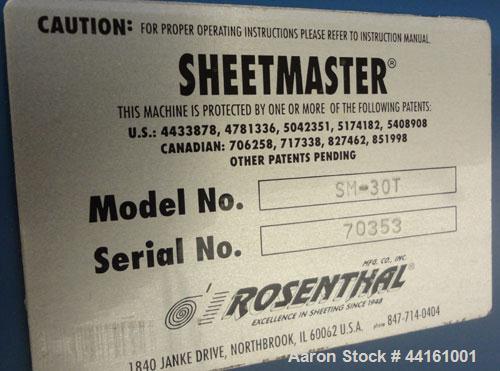 CAUTION: FOR PROPER OPERATING INSTRUCTIONS PLEASE REFER TO INSTRUCTION MANUAL.
SHEETMASTER®
THIS MACHINE IS PROTECTED BY ONE OR MORE OF THE FOLLOWING PATENTS:
U.S.: 4433878, 4781336, 5042351, 5174182, 5408908
CANADIAN: 706258, 717338, 827462, 851998
OTHER PATENTS PENDING
Model No. SM-30T
Serial No. 70353
MFG. CO., INC.
ROSENTHAL®
EXCELLENCE IN SHEETING SINCE 1948
1840 JANKE DRIVE, NORTHBROOK, IL 60062 U.S.A. phone 847-714-0404
Aaron Stock # 44161001